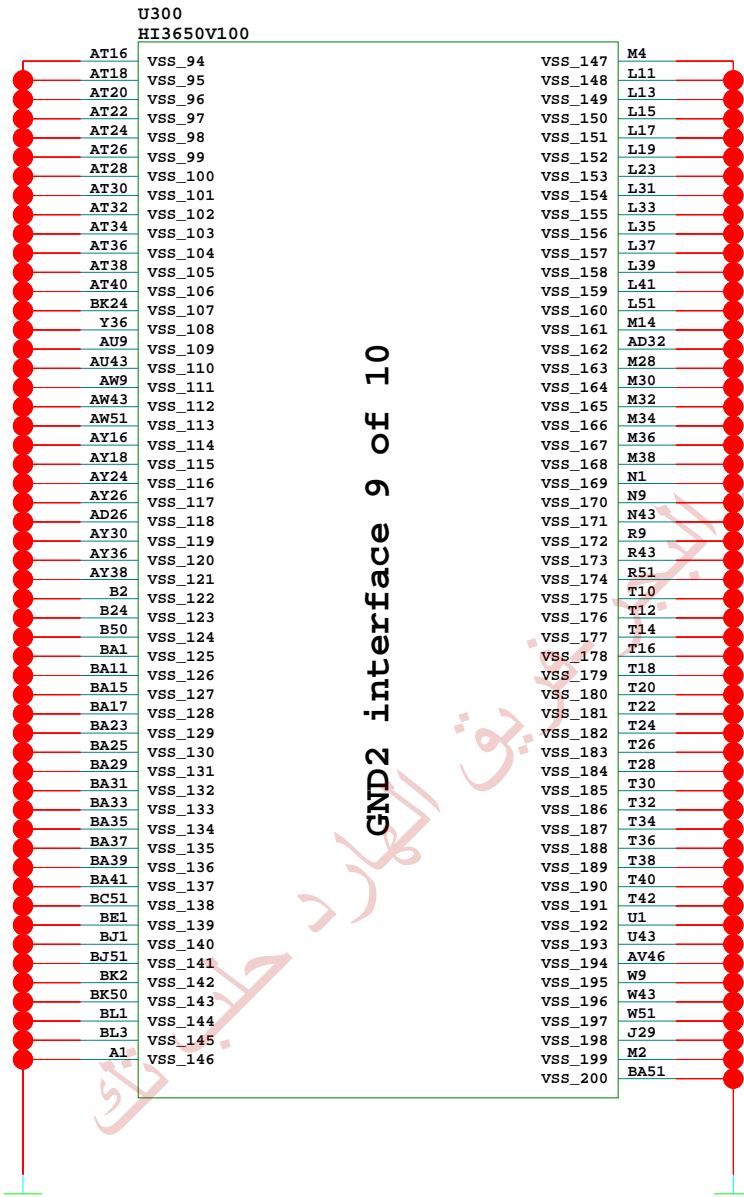 U300
HI3650V100
AT16 VSS_94 VSS_147 M4
AT18 VSS_95 VSS_148 L11
AT20 VSS_96 VSS_149 L13
AT22 VSS_97 VSS_150 L15
AT24 VSS_98 VSS_151 L17
AT26 VSS_99 VSS_152 L19
AT28 VSS_100 VSS_153 L23
AT30 VSS_101 VSS_154 L31
AT32 VSS_102 VSS_155 L33
AT34 VSS_103 VSS_156 L35
AT36 VSS_104 VSS_157 L37
AT38 VSS_105 VSS_158 L39
AT40 VSS_106 VSS_159 L41
BK24 VSS_107 VSS_160 L51
Y36 VSS_108 VSS_161 M14
AU9 VSS_109 VSS_162 AD32
AU43 VSS_110 VSS_163 M28
AW9 VSS_111 VSS_164 M30
AW43 VSS_112 VSS_165 M32
AW51 VSS_113 VSS_166 M34
AY16 VSS_114 VSS_167 M36
AY18 VSS_115 VSS_168 M38
AY24 VSS_116 VSS_169 N1
AY26 VSS_117 VSS_170 N9
AD26 VSS_118 VSS_171 N43
AY30 VSS_119 VSS_172 R9
AY36 VSS_120 VSS_173 R43
AY38 VSS_121 VSS_174 R51
B2 VSS_122 VSS_175 T10
B24 VSS_123 VSS_176 T12
B50 VSS_124 VSS_177 T14
BA1 VSS_125 VSS_178 T16
BA11 VSS_126 VSS_179 T18
BA15 VSS_127 VSS_180 T20
BA17 VSS_128 VSS_181 T22
BA23 VSS_129 VSS_182 T24
BA25 VSS_130 VSS_183 T26
BA29 VSS_131 VSS_184 T28
BA31 VSS_132 VSS_185 T30
BA33 VSS_133 VSS_186 T32
BA35 VSS_134 VSS_187 T34
BA37 VSS_135 VSS_188 T36
BA39 VSS_136 VSS_189 T38
BA41 VSS_137 VSS_190 T40
BC51 VSS_138 VSS_191 T42
BE1 VSS_139 VSS_192 U1
BJ1 VSS_140 VSS_193 U43
BJ51 VSS_141 VSS_194 AV46
BK2 VSS_142 VSS_195 W9
BK50 VSS_143 VSS_196 W43
BL1 VSS_144 VSS_197 W51
BL3 VSS_145 VSS_198 J29
A1 VSS_146 VSS_199 M2
VSS_200 BA51
GND2 interface 9 of 10
فريق الهارد حلب تك